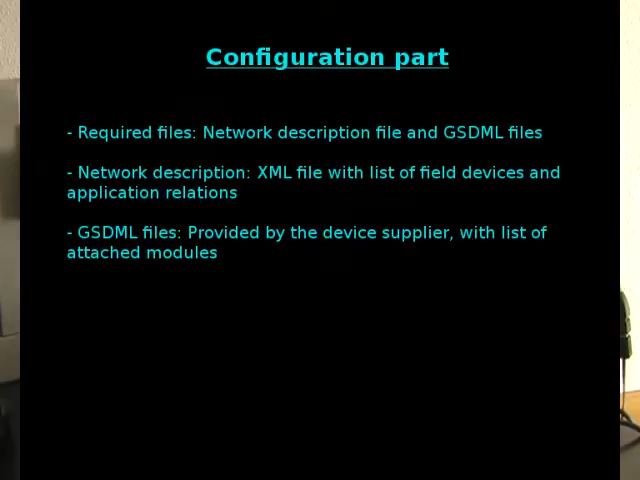 Configuration part
- Required files: Network description file and GSDML files
- Network description: XML file with list of field devices and
application relations
- GSDML files: Provided by the device supplier, with list of
attached modules